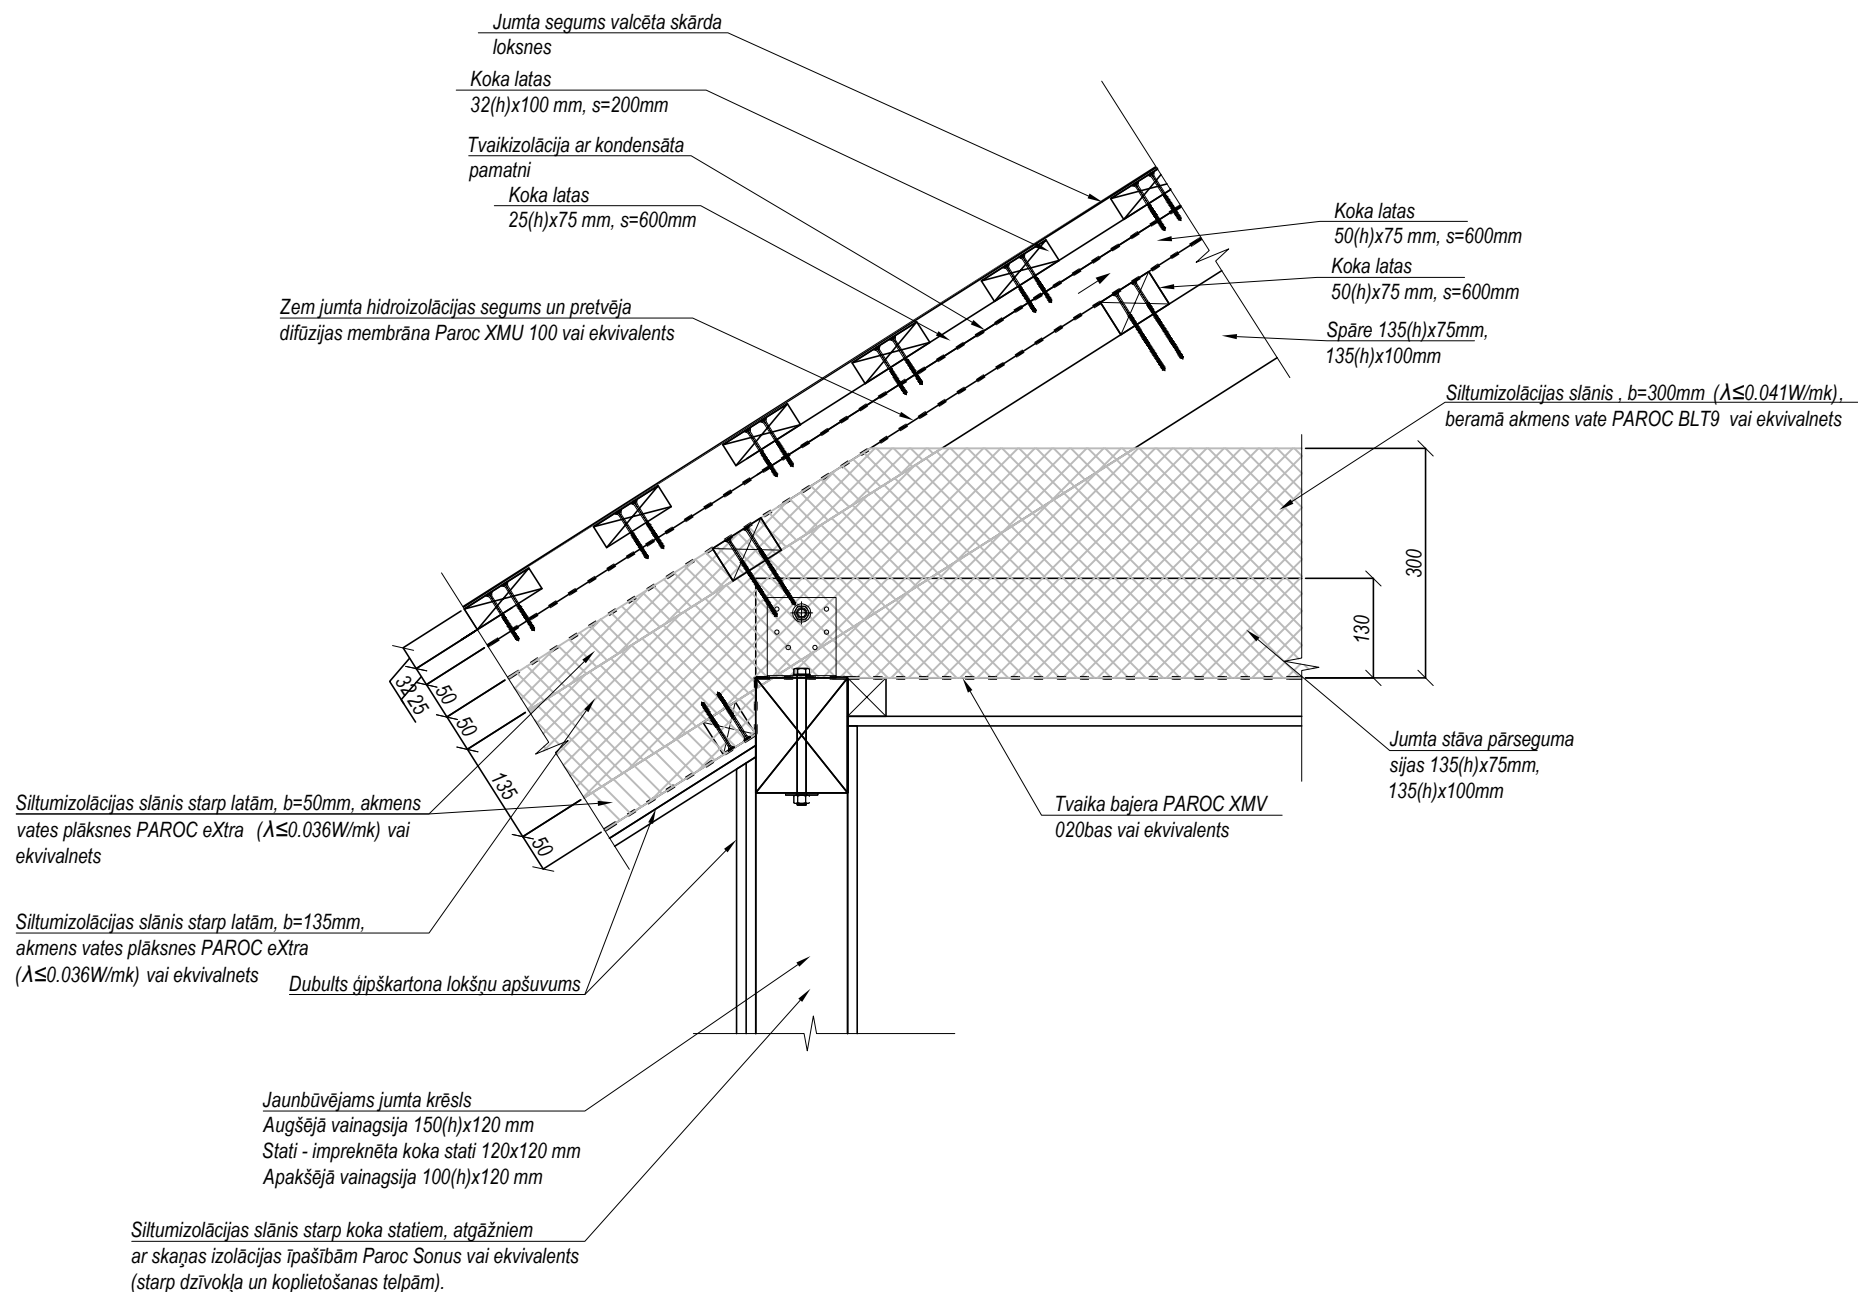 Jumta segums valcēta skārda
loksnes
Koka latas
32(h)x100 mm, s=200mm
Tvaikizolācija ar kondensāta
pamatni
Koka latas
25(h)x75 mm, s=600mm
Zem jumta hidroizolācijas segums un pretvēja
difūzijas membrāna Paroc XMU 100 vai ekvivalents
Koka latas
50(h)x75 mm, s=600mm
Koka latas
50(h)x75 mm, s=600mm
Spāre 135(h)x75mm,
135(h)x100mm
Siltumizolācijas slānis , b=300mm (λ≤0.041W/mk),
beramā akmens vate PAROC BLT9 vai ekvivalnets
300
130
32
25
50
50
135
50
Jumta stāva pārseguma
sijas 135(h)x75mm,
135(h)x100mm
Tvaika bajera PAROC XMV
020bas vai ekvivalents
Siltumizolācijas slānis starp latām, b=50mm, akmens
vates plāksnes PAROC eXtra (λ≤0.036W/mk) vai
ekvivalnets
Siltumizolācijas slānis starp latām, b=135mm,
akmens vates plāksnes PAROC eXtra
(λ≤0.036W/mk) vai ekvivalnets
Dubults ģipškartona lokšņu apšuvums
Jaunbūvējams jumta krēsls
Augšējā vainagsija 150(h)x120 mm
Stati - impreknēta koka stati 120x120 mm
Apakšējā vainagsija 100(h)x120 mm
Siltumizolācijas slānis starp koka statiem, atgāžniem
ar skaņas izolācijas īpašībām Paroc Sonus vai ekvivalents
(starp dzīvokļa un koplietošanas telpām).